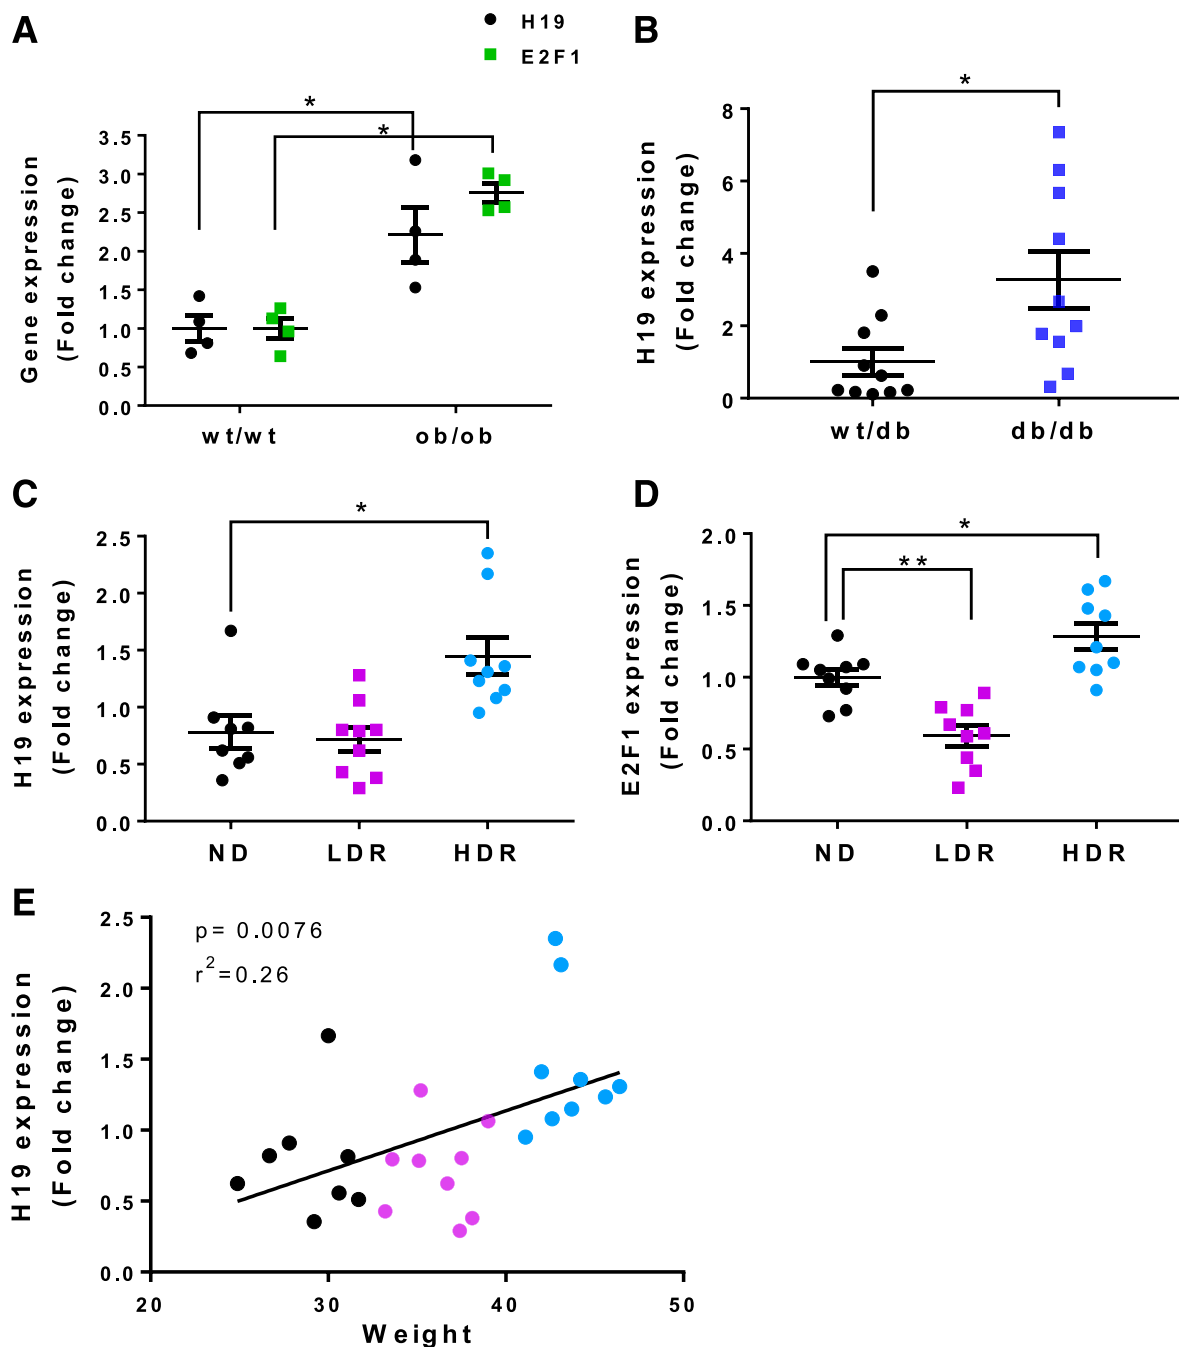 A
H19
E2F1
*
*
Gene expression
(Fold change)
3.5
3.0
2.5
2.0
1.5
1.0
0.5
0.0
wt/wt
ob/ob
B
*
H19 expression
(Fold change)
8
6
4
2
0
wt/db
db/db
C
*
H19 expression
(Fold change)
2.5
2.0
1.5
1.0
0.5
0.0
ND
LDR
HDR
D
*
**
E2F1 expression
(Fold change)
2.0
1.5
1.0
0.5
0.0
ND
LDR
HDR
E
p= 0.0076
r²=0.26
H19 expression
(Fold change)
2.5
2.0
1.5
1.0
0.5
0.0
20
30
40
50
Weight